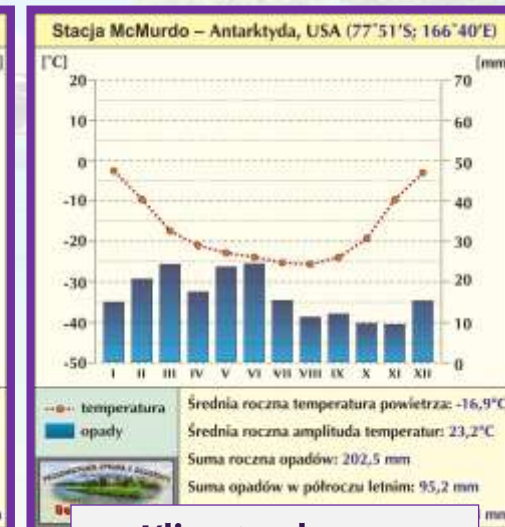 Stacja McMurdo – Antarktyda, USA (77°51'S; 166°40'E)
[°C] [mm
20 70
10 60
0 50
-10 40
-20 30
-30 20
-40 10
-50 0
I II III IV V VI VII VIII IX X XI XII
temperatura
opady
Średnia roczna temperatura powietrza: -16,9°C
Średnia roczna amplituda temperatur: 23,2°C
Suma roczna opadów: 202,5 mm
Suma opadów w półroczu letnim: 95,2 mm
mm